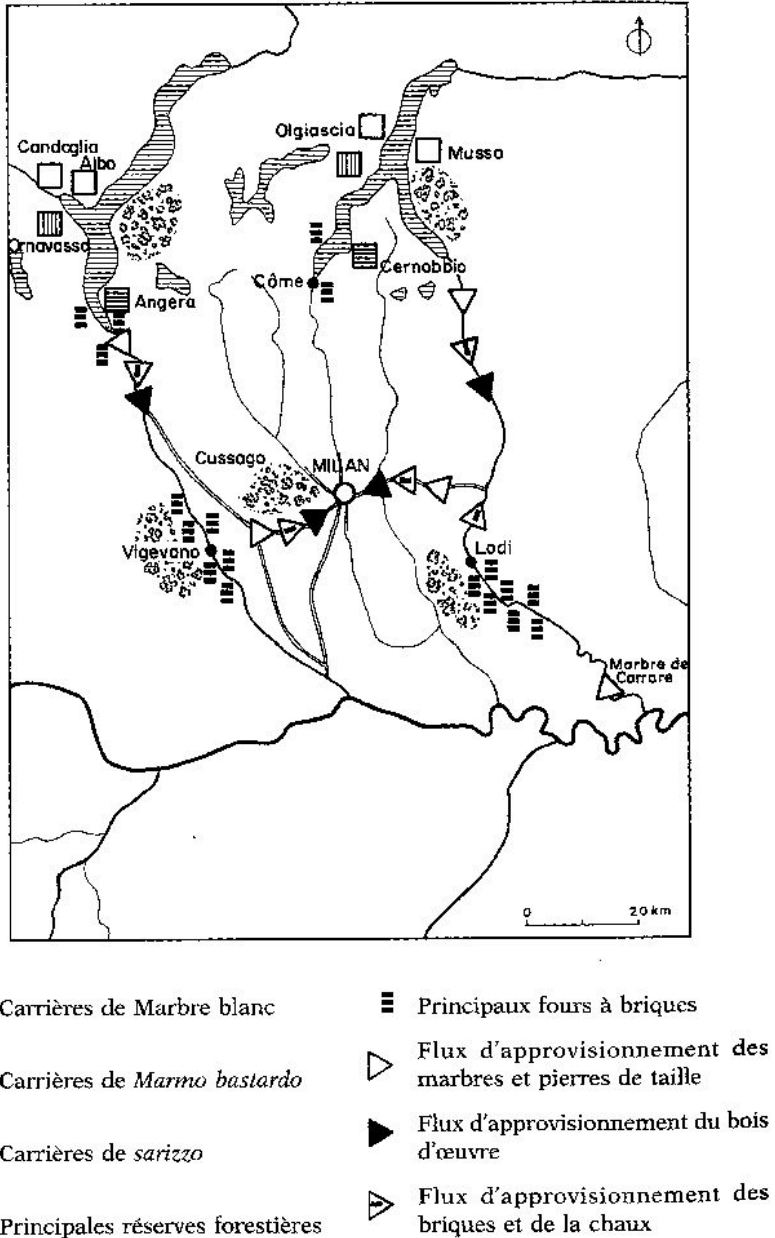 Candoglia
Albo
Olgiascia
Musso
Ornavasso
Côme
Cernobbio
Angera
Cussago
MILAN
Vigevano
Lodi
Marbre de
Carrare
0 20 km
Carrières de Marbre blanc
Carrières de Marmo bastardo
Carrières de sarizzo
Principales réserves forestières
Principaux fours à briques
Flux d'approvisionnement des
marbres et pierres de taille
Flux d'approvisionnement du bois
d'œuvre
Flux d'approvisionnement des
briques et de la chaux